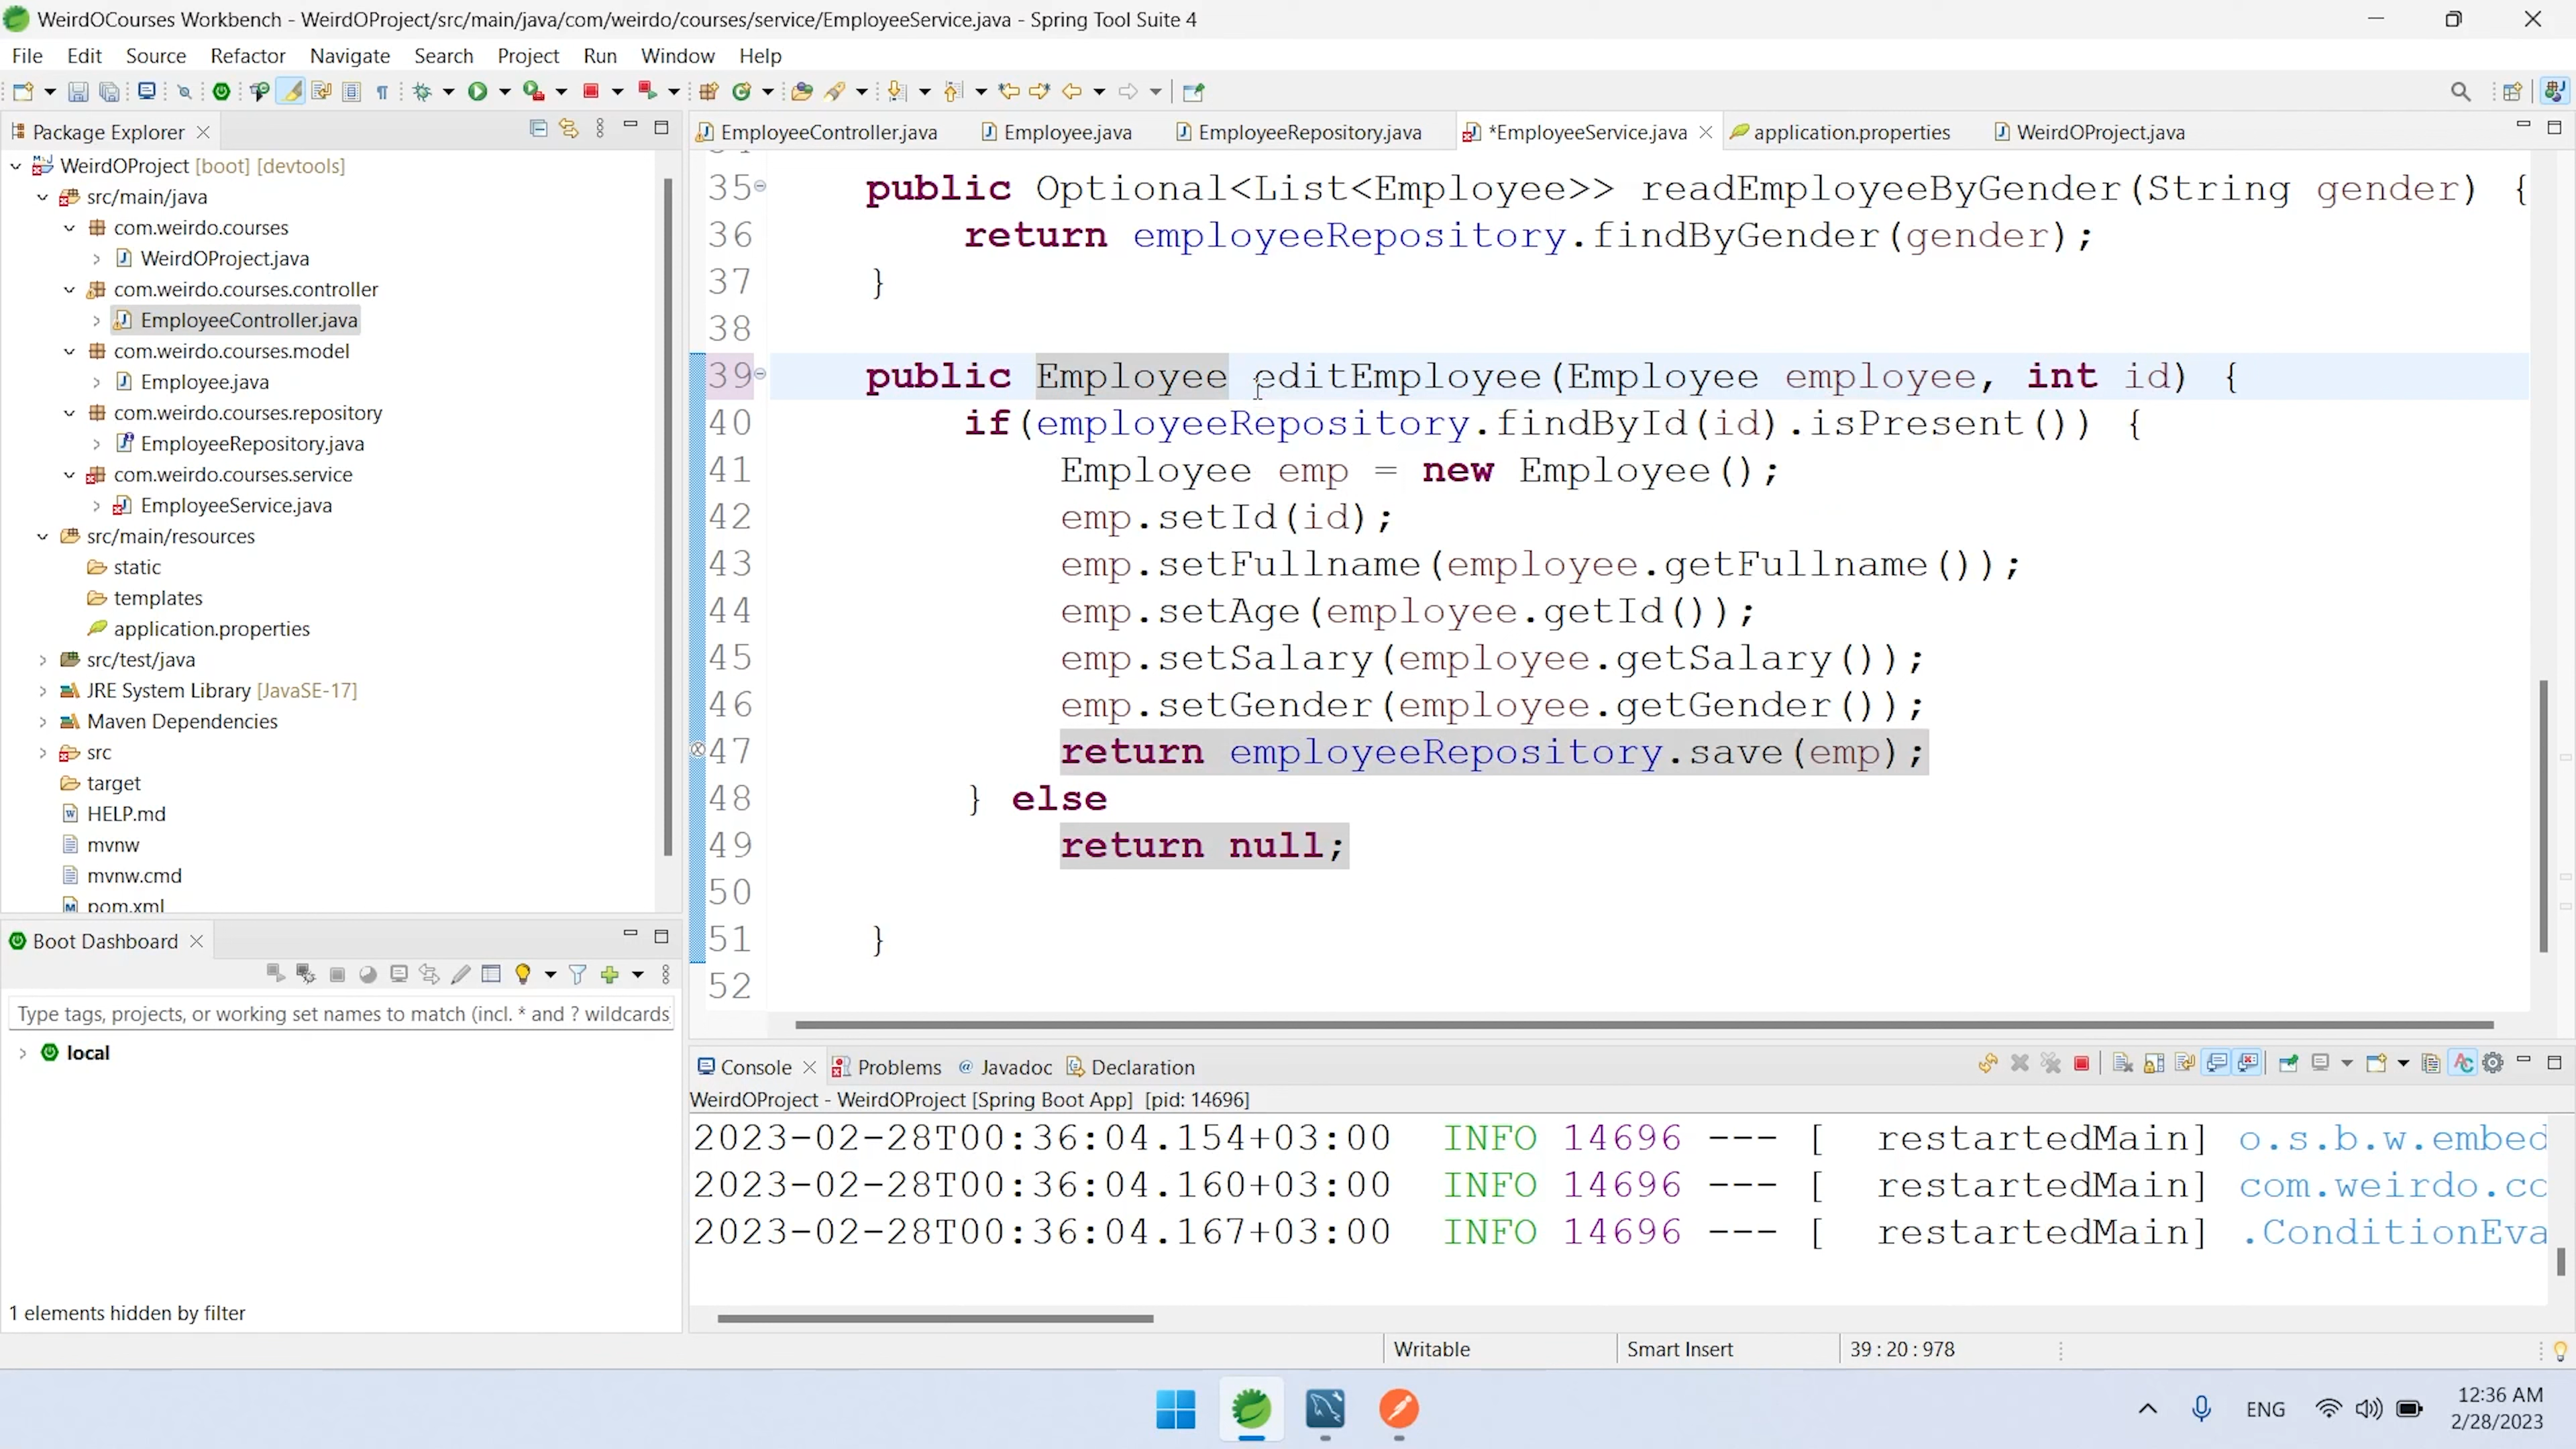 WeirdOCourses Workbench - WeirdOProject/src/main/java/com/weirdo/courses/service/EmployeeService.java - Spring Tool Suite 4
File Edit Source Refactor Navigate Search Project Run Window Help
Package Explorer
WeirdOProject [boot] [devtools]
src/main/java
com.weirdo.courses
WeirdOProject.java
com.weirdo.courses.controller
EmployeeController.java
com.weirdo.courses.model
Employee.java
com.weirdo.courses.repository
EmployeeRepository.java
com.weirdo.courses.service
EmployeeService.java
src/main/resources
static
templates
application.properties
src/test/java
JRE System Library [JavaSE-17]
Maven Dependencies
src
target
HELP.md
mvnw
mvnw.cmd
pom.xml
Boot Dashboard
Type tags, projects, or working set names to match (incl. * and ? wildcards)
local
1 elements hidden by filter
EmployeeController.java Employee.java EmployeeRepository.java *EmployeeService.java application.properties WeirdOProject.java
35 public Optional<List<Employee>> readEmployeeByGender(String gender) {
36 return employeeRepository.findByGender(gender);
37 }
38
39 public Employee editEmployee(Employee employee, int id) {
40 if(employeeRepository.findById(id).isPresent()) {
41 Employee emp = new Employee();
42 emp.setId(id);
43 emp.setFullname(employee.getFullname());
44 emp.setAge(employee.getId());
45 emp.setSalary(employee.getSalary());
46 emp.setGender(employee.getGender());
47 return employeeRepository.save(emp);
48 } else
49 return null;
50
51 }
52
Console Problems Javadoc Declaration
WeirdOProject - WeirdOProject [Spring Boot App] [pid: 14696]
2023-02-28T00:36:04.154+03:00 INFO 14696 --- [ restartedMain] o.s.b.w.embed
2023-02-28T00:36:04.160+03:00 INFO 14696 --- [ restartedMain] com.weirdo.co
2023-02-28T00:36:04.167+03:00 INFO 14696 --- [ restartedMain] .ConditionEva
Writable Smart Insert 39 : 20 : 978
ENG
12:36 AM
2/28/2023